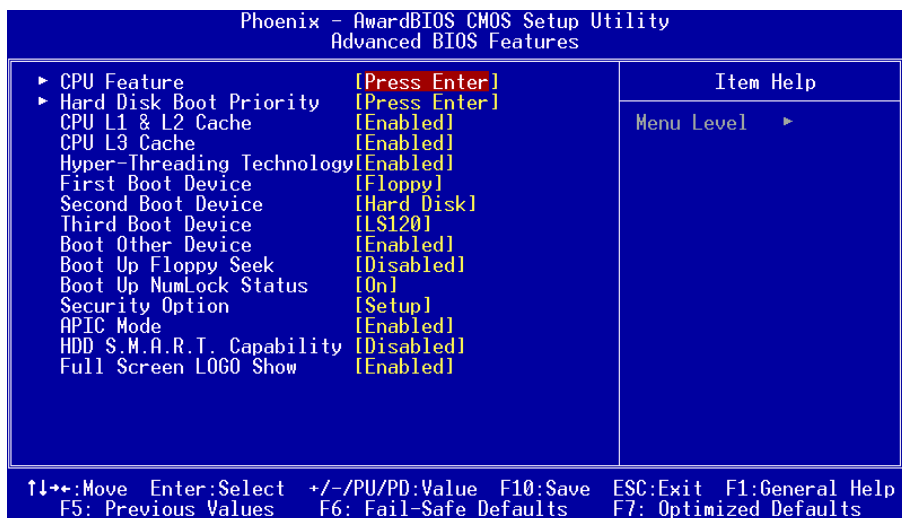 Phoenix - AwardBIOS CMOS Setup Utility
Advanced BIOS Features
► CPU Feature [Press Enter]
► Hard Disk Boot Priority [Press Enter]
CPU L1 & L2 Cache [Enabled]
CPU L3 Cache [Enabled]
Hyper-Threading Technology[Enabled]
First Boot Device [Floppy]
Second Boot Device [Hard Disk]
Third Boot Device [LS120]
Boot Other Device [Enabled]
Boot Up Floppy Seek [Disabled]
Boot Up NumLock Status [On]
Security Option [Setup]
APIC Mode [Enabled]
HDD S.M.A.R.T. Capability [Disabled]
Full Screen LOGO Show [Enabled]
Item Help
Menu Level ►
↑↓→←:Move Enter:Select +/-/PU/PD:Value F10:Save ESC:Exit F1:General Help
F5: Previous Values F6: Fail-Safe Defaults F7: Optimized Defaults